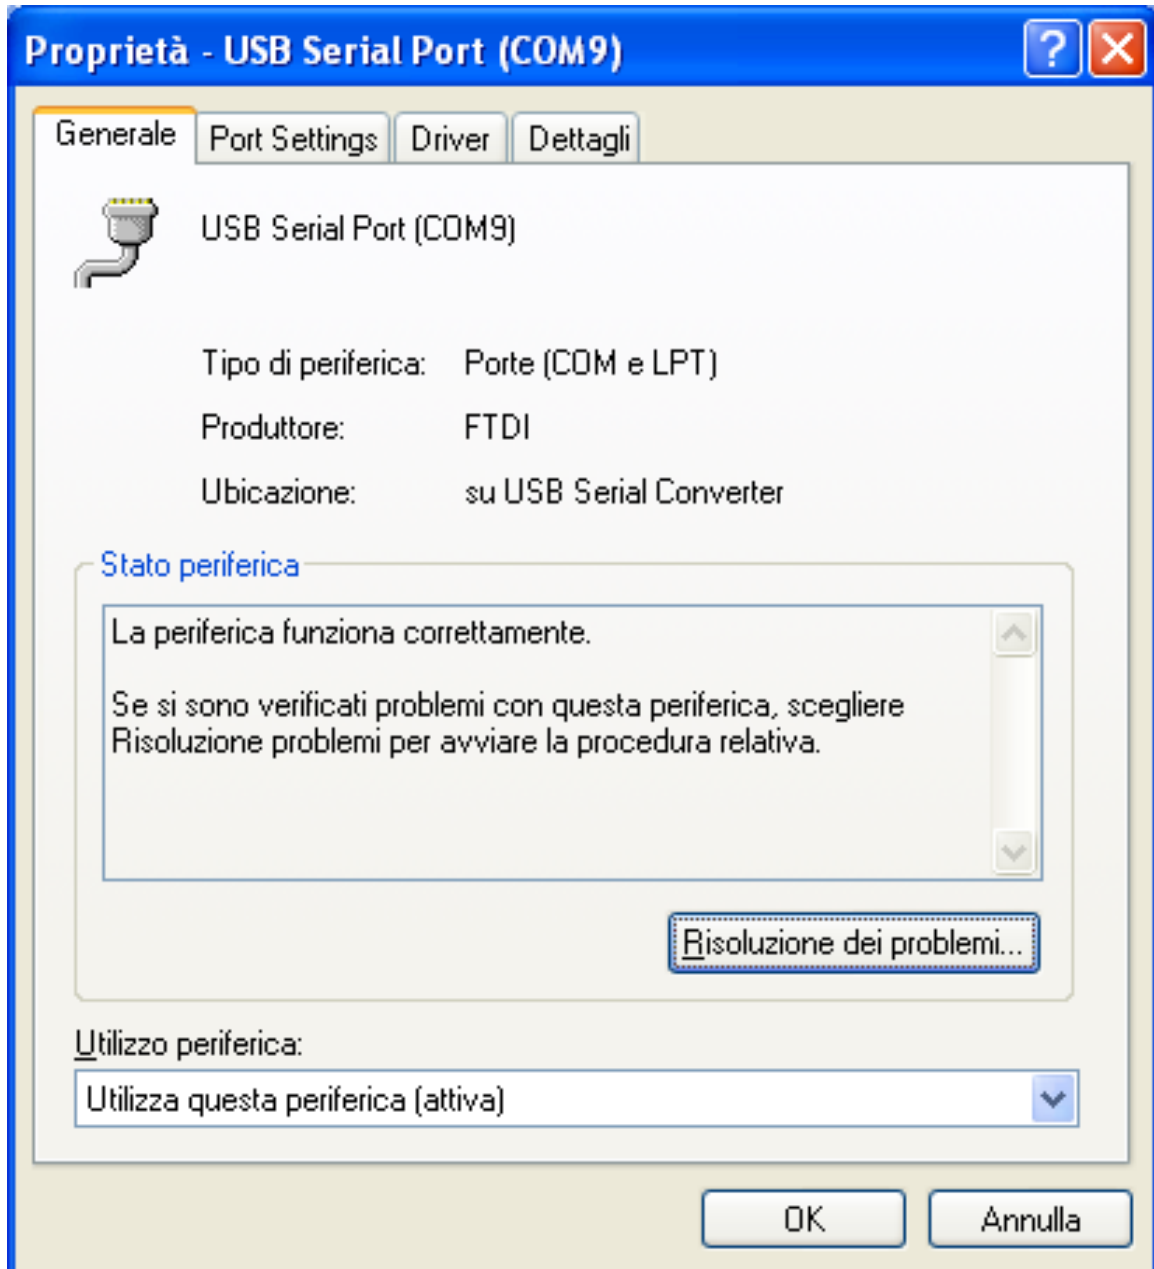 Proprietà - USB Serial Port (COM9)
?
Generale Port Settings Driver Dettagli
USB Serial Port (COM9)
Tipo di periferica: Porte (COM e LPT)
Produttore: FTDI
Ubicazione: su USB Serial Converter
Stato periferica
La periferica funziona correttamente.
Se si sono verificati problemi con questa periferica, scegliere
Risoluzione problemi per avviare la procedura relativa.
Risoluzione dei problemi...
Utilizzo periferica:
Utilizza questa periferica (attiva)
OK Annulla